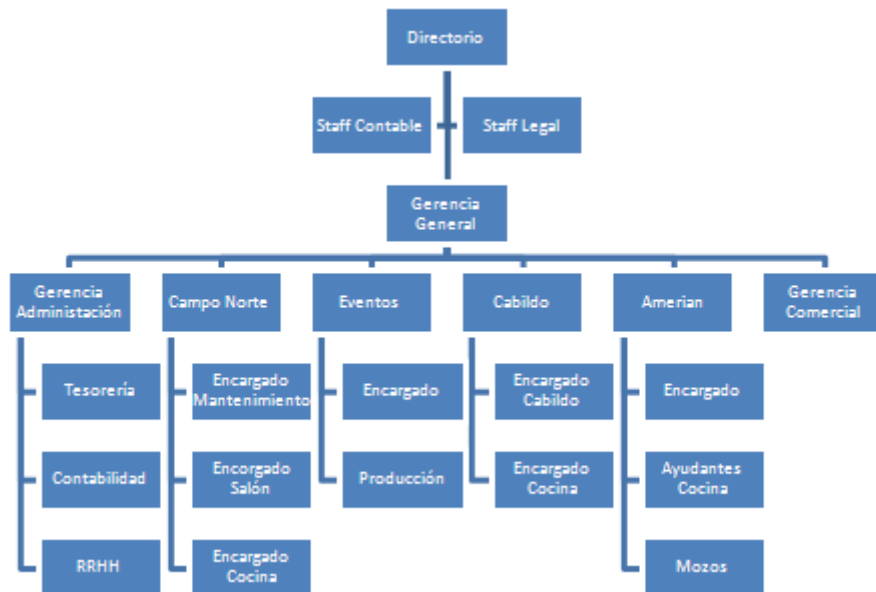 Directorio
Staff Contable
Staff Legal
Gerencia
General
Gerencia
Administación
Campo Norte
Eventos
Cabildo
Amerian
Gerencia
Comercial
Tesorería
Encargado
Mantenimiento
Encargado
Encargado
Cabildo
Encargado
Contabilidad
Encorgado
Salón
Producción
Encargado
Cocina
Ayudantes
Cocina
RRHH
Encargado
Cocina
Mozos